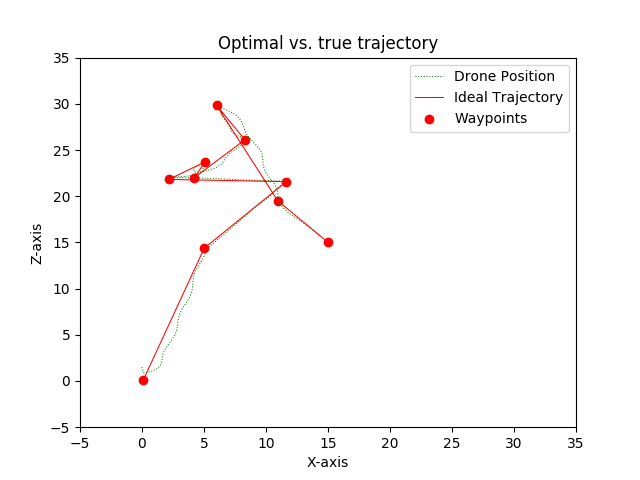 Optimal vs. true trajectory
Drone Position
Ideal Trajectory
Waypoints
35
30
25
20
15
10
5
0
−5
Z-axis
−5 0 5 10 15 20 25 30 35
X-axis